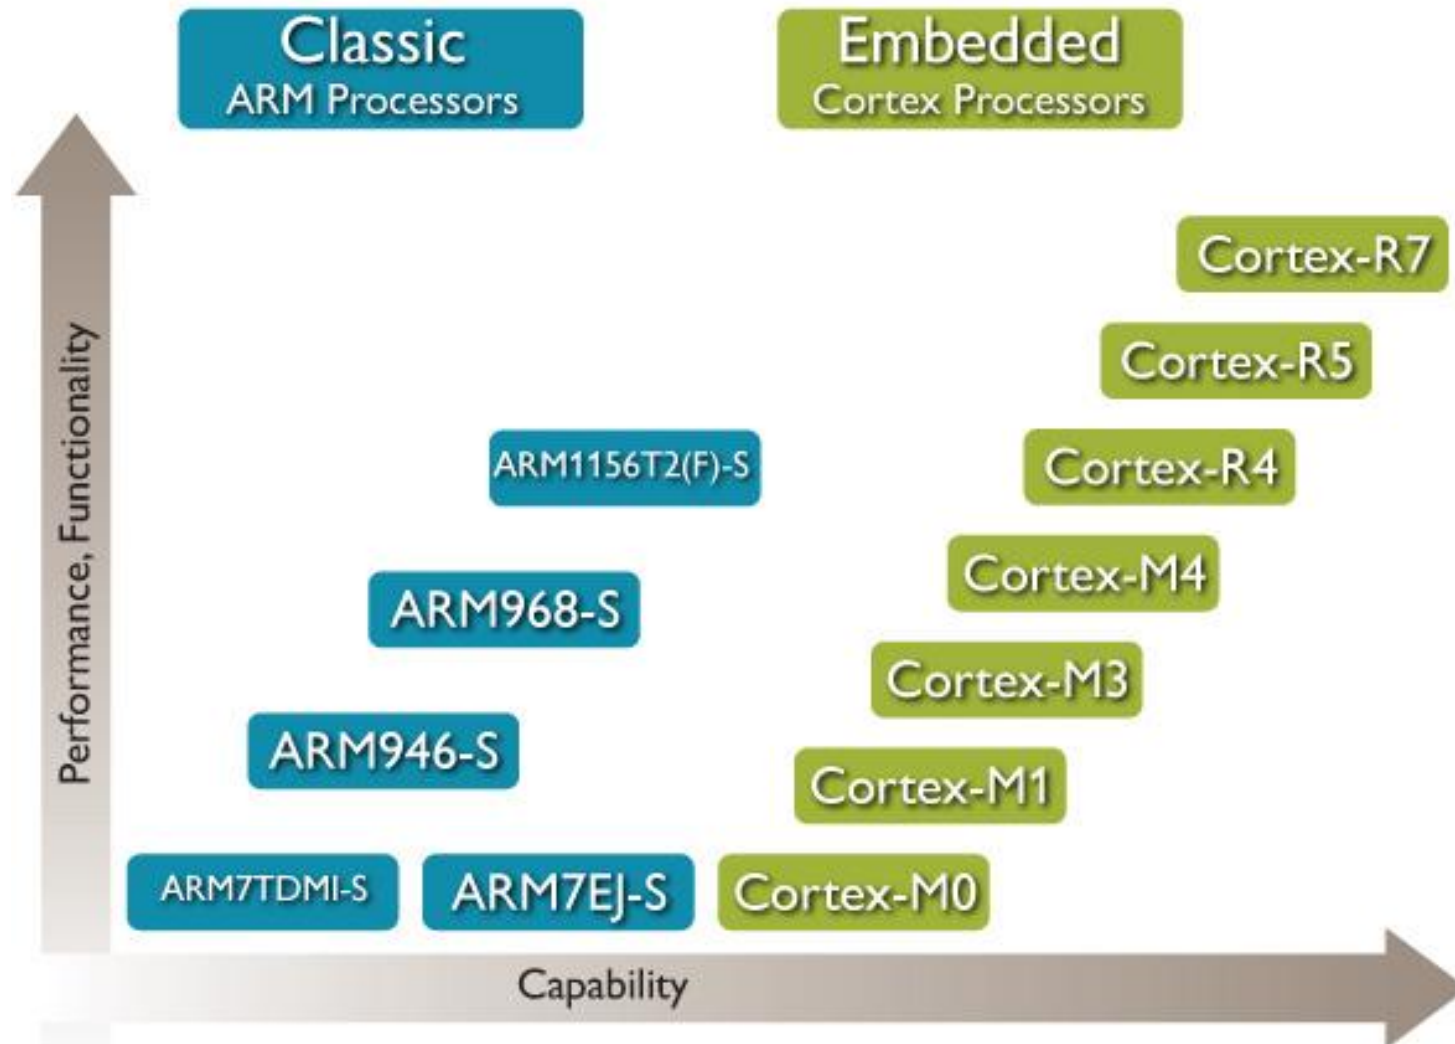 Classic
ARM Processors
Embedded
Cortex Processors
Performance, Functionality
Cortex-R7
Cortex-R5
ARM1156T2(F)-S
Cortex-R4
Cortex-M4
ARM968-S
Cortex-M3
ARM946-S
Cortex-M1
ARM7TDMI-S
ARM7EJ-S
Cortex-M0
Capability